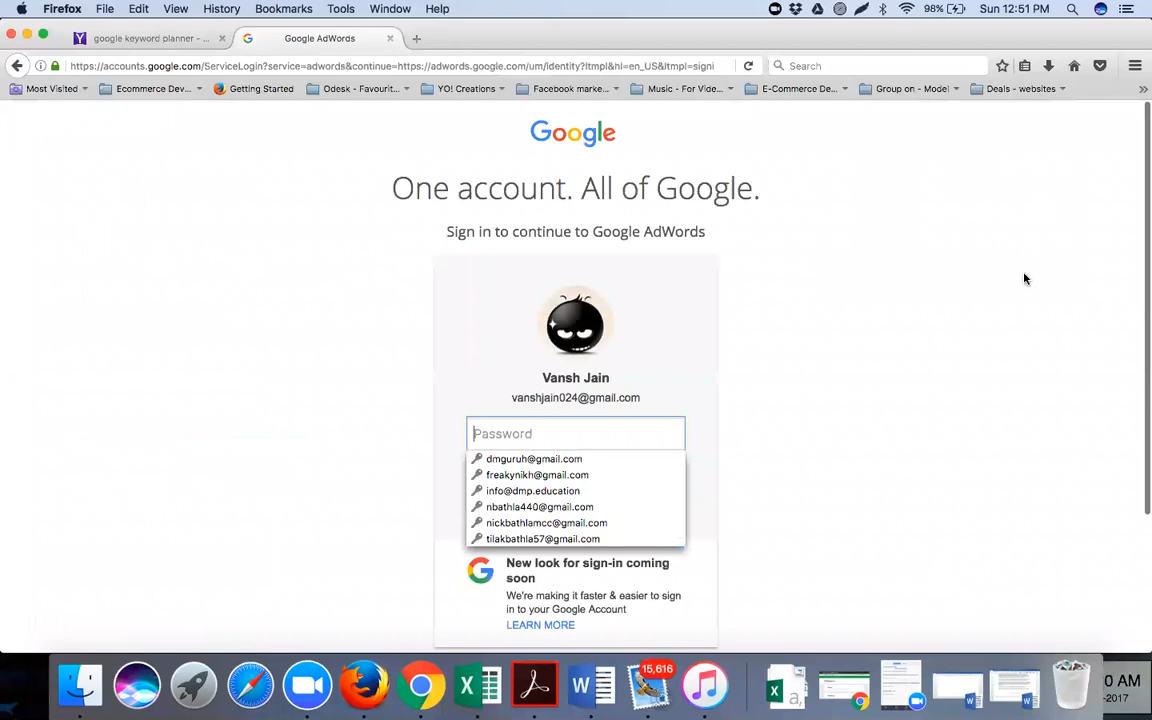 Firefox File Edit View History Bookmarks Tools Window Help 98% Sun 12:51 PM
google keyword planner - ... Google AdWords
https://accounts.google.com/ServiceLogin?service=adwords&continue=https://adwords.google.com/um/identity?ltmpl&hl=en_US&ltmpl=signi Search
Most Visited Ecommerce Dev... Getting Started Odesk - Favourit... YO! Creations Facebook marke... Music - For Vide... E-Commerce De... Group on - Model Deals - websites
Google
One account. All of Google.
Sign in to continue to Google AdWords
Vansh Jain
vanshjain024@gmail.com
Password
dmguruh@gmail.com
freakynikh@gmail.com
info@dmp.education
nbathla440@gmail.com
nickbathlamcc@gmail.com
tilakbathla57@gmail.com
New look for sign-in coming
soon
We're making it faster & easier to sign
in to your Google Account
LEARN MORE
15,616
0 AM
-2017